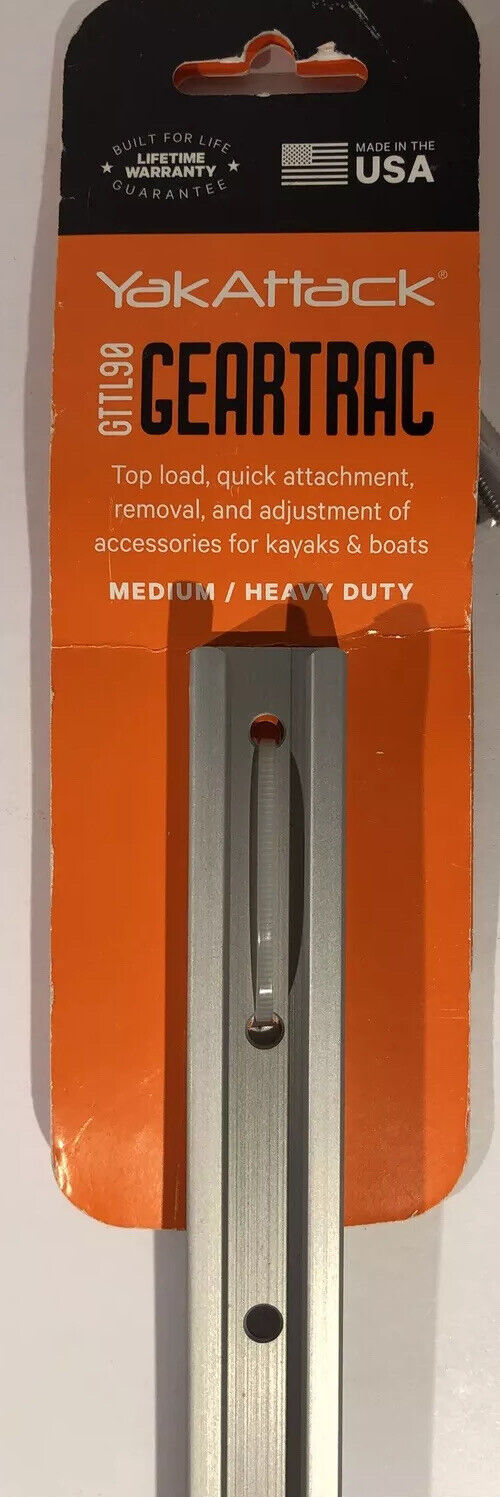 BUILT FOR LIFE
LIFETIME
WARRANTY
GUARANTEE
MADE IN THE
USA
YakAttack®
GTTL90
GEARTRAC
Top load, quick attachment,
removal, and adjustment of
accessories for kayaks & boats
MEDIUM / HEAVY DUTY